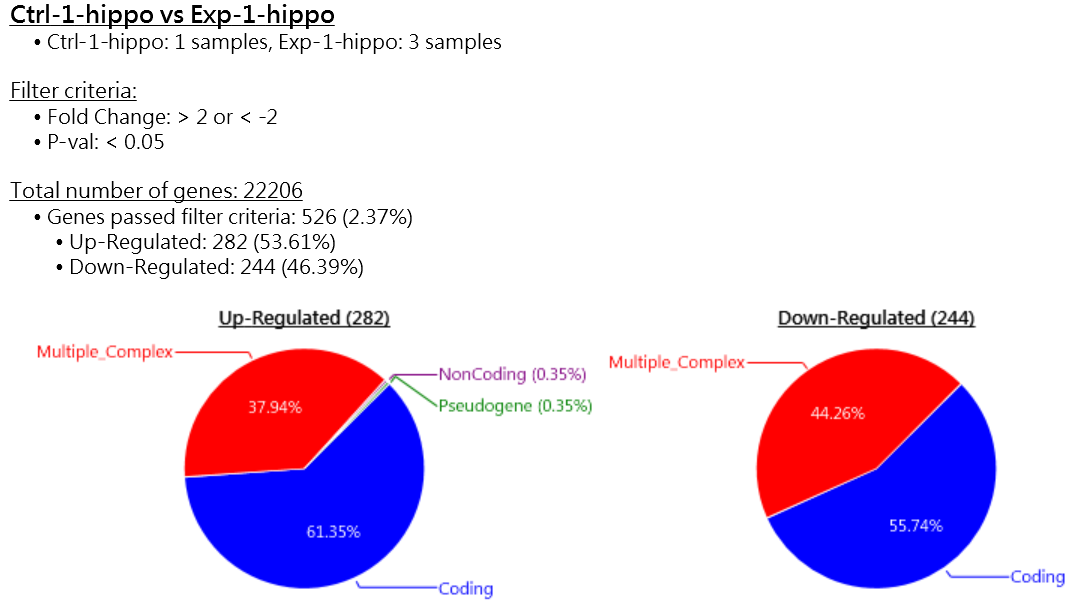 Ctrl-1-hippo vs Exp-1-hippo
• Ctrl-1-hippo: 1 samples, Exp-1-hippo: 3 samples
Filter criteria:
• Fold Change: > 2 or < -2
• P-val: < 0.05
Total number of genes: 22206
• Genes passed filter criteria: 526 (2.37%)
• Up-Regulated: 282 (53.61%)
• Down-Regulated: 244 (46.39%)
Up-Regulated (282)
Multiple_Complex
NonCoding (0.35%)
Pseudogene (0.35%)
37.94%
61.35%
Coding
Down-Regulated (244)
Multiple_Complex
44.26%
55.74%
Coding